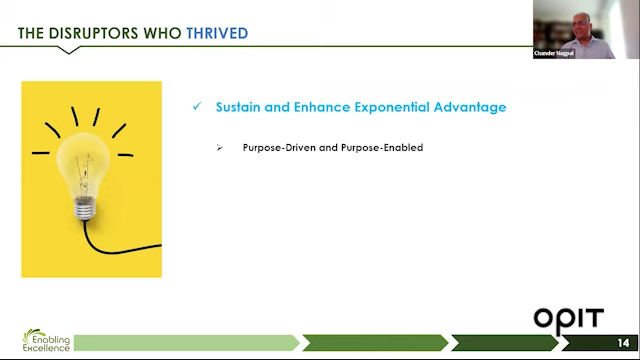 THE DISRUPTORS WHO THRIVED
Chander Nagpal
Sustain and Enhance Exponential Advantage
Purpose-Driven and Purpose-Enabled
OPIT
Enabling
Excellence
14